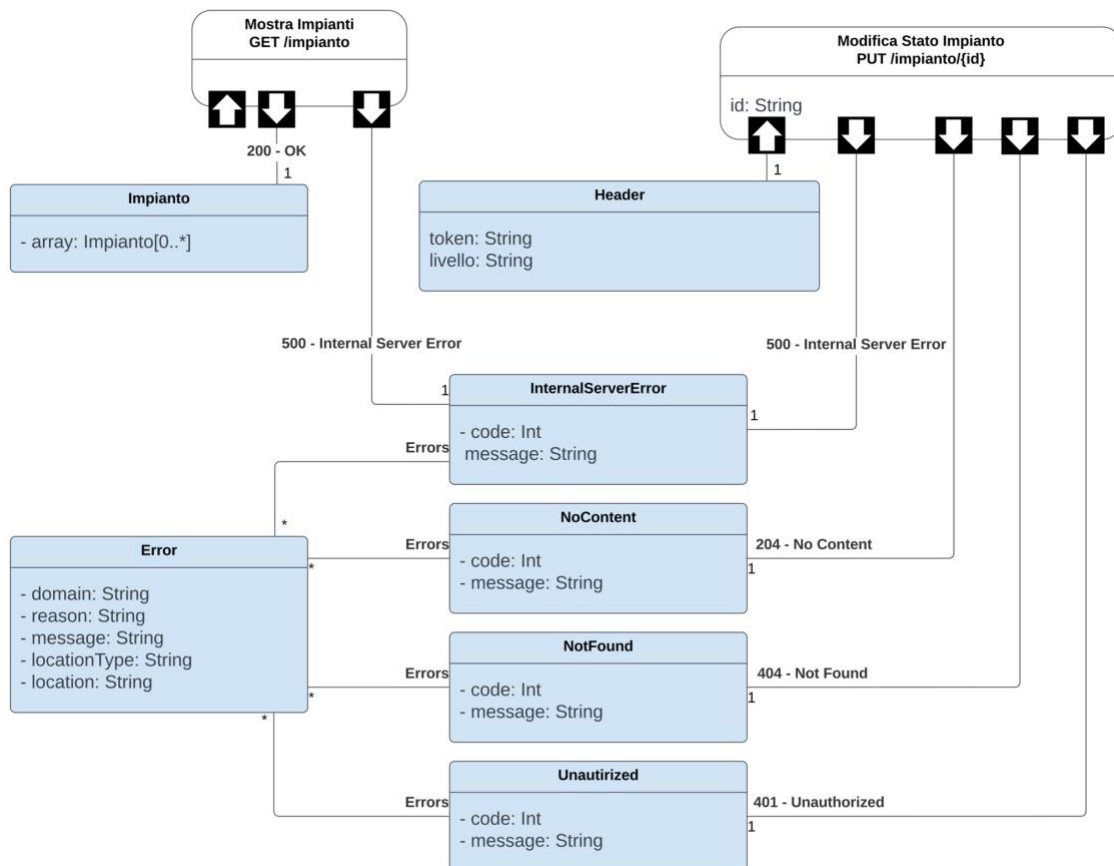 Mostra Impianti
GET /impianto
Modifica Stato Impianto
PUT /impianto/{id}
id: String
200 - OK
1
1
Impianto
- array: Impianto[0..*]
Header
token: String
livello: String
500 - Internal Server Error
500 - Internal Server Error
1
InternalServerError
- code: Int
message: String
1
Errors
*
NoContent
- code: Int
- message: String
Errors
*
204 - No Content
1
Error
- domain: String
- reason: String
- message: String
- locationType: String
- location: String
NotFound
- code: Int
- message: String
Errors
*
404 - Not Found
1
*
Unautirized
- code: Int
- message: String
Errors
401 - Unauthorized
1